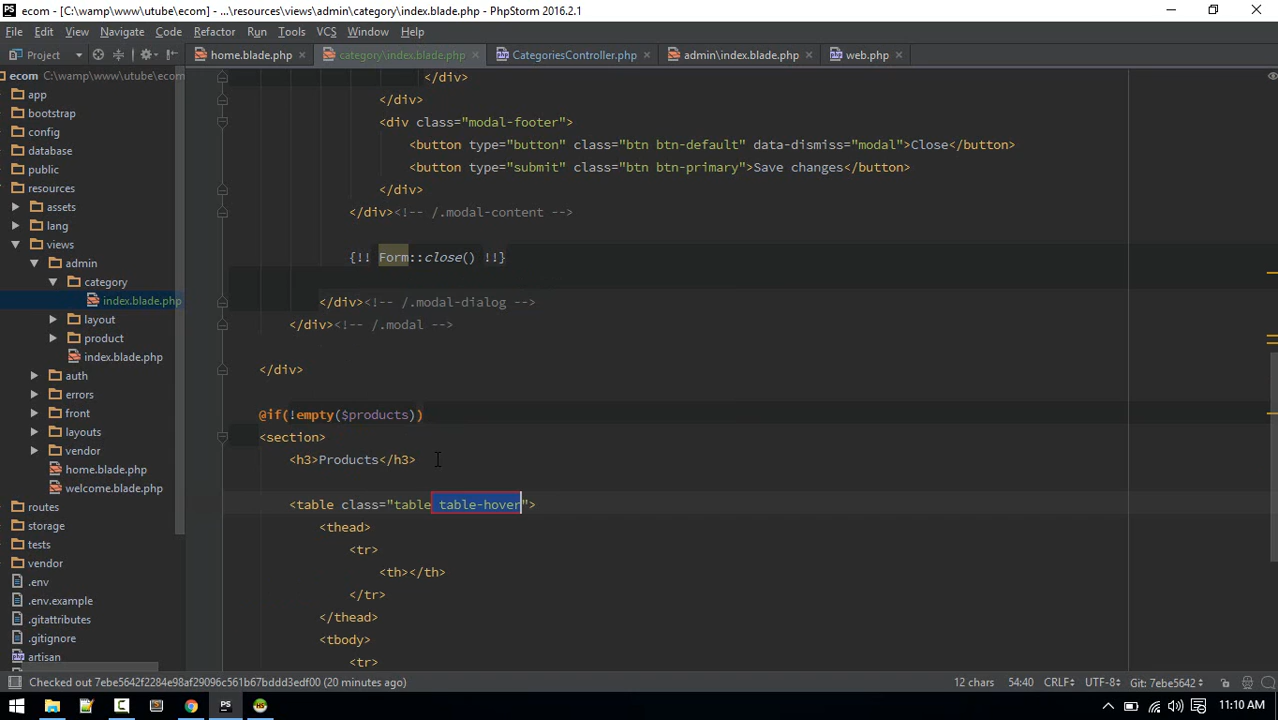 ecom - [C:\wamp\www\utube\ecom] - ...\resources\views\admin\category\index.blade.php - PhpStorm 2016.2.1
File Edit View Navigate Code Refactor Run Tools VCS Window Help
Project home.blade.php category\index.blade.php CategoriesController.php admin\index.blade.php web.php
ecom C:\wamp\www\utube\ecom
app
bootstrap
config
database
public
resources
assets
lang
views
admin
category
index.blade.php
layout
product
index.blade.php
auth
errors
front
layouts
vendor
home.blade.php
welcome.blade.php
routes
storage
tests
vendor
.env
.env.example
.gitattributes
.gitignore
artisan
</div>
</div>
<div class="modal-footer">
<button type="button" class="btn btn-default" data-dismiss="modal">Close</button>
<button type="submit" class="btn btn-primary">Save changes</button>
</div>
</div><!-- /.modal-content -->
{!! Form::close() !!}
</div><!-- /.modal-dialog -->
</div><!-- /.modal -->
</div>
@if(!empty($products))
<section>
<h3>Products</h3>
<table class="table table-hover">
<thead>
<tr>
<th></th>
</tr>
</thead>
<tbody>
<tr>
Checked out 7ebe5642f2284e98af29096c561b67bddd3edf00 (20 minutes ago) 12 chars 54:40 CRLF UTF-8 Git: 7ebe5642
PS 11:10 AM